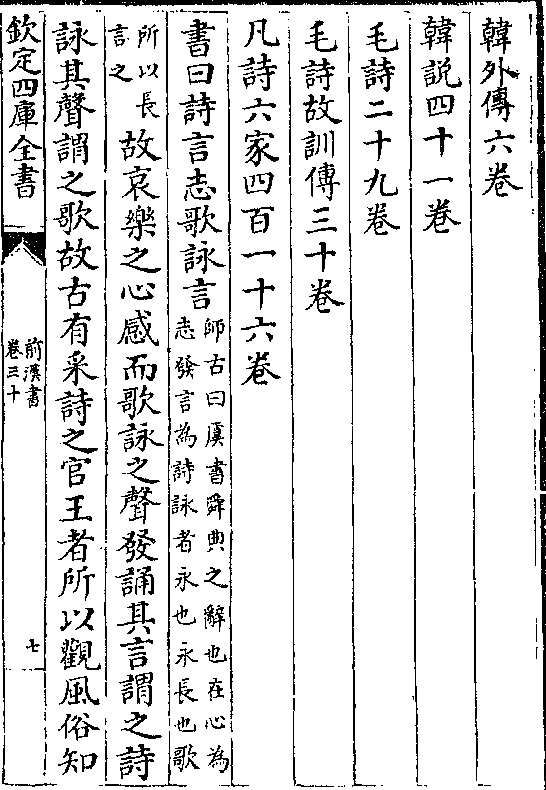 韓外傳六卷
韓說四十一卷
毛詩二十九卷
毛詩故訓傳三十卷
凡詩六家四百一十六卷
書曰詩言志歌詠言師古曰虞書舜典之辭也在心為
志發言為詩詠者永也永長也歌
所以長
言之故哀樂之心感而歌詠之聲發誦其言謂之詩
詠其聲謂之歌故古有采詩之官王者所以觀風俗知
欽定四庫全書
前漢書
卷三十
七